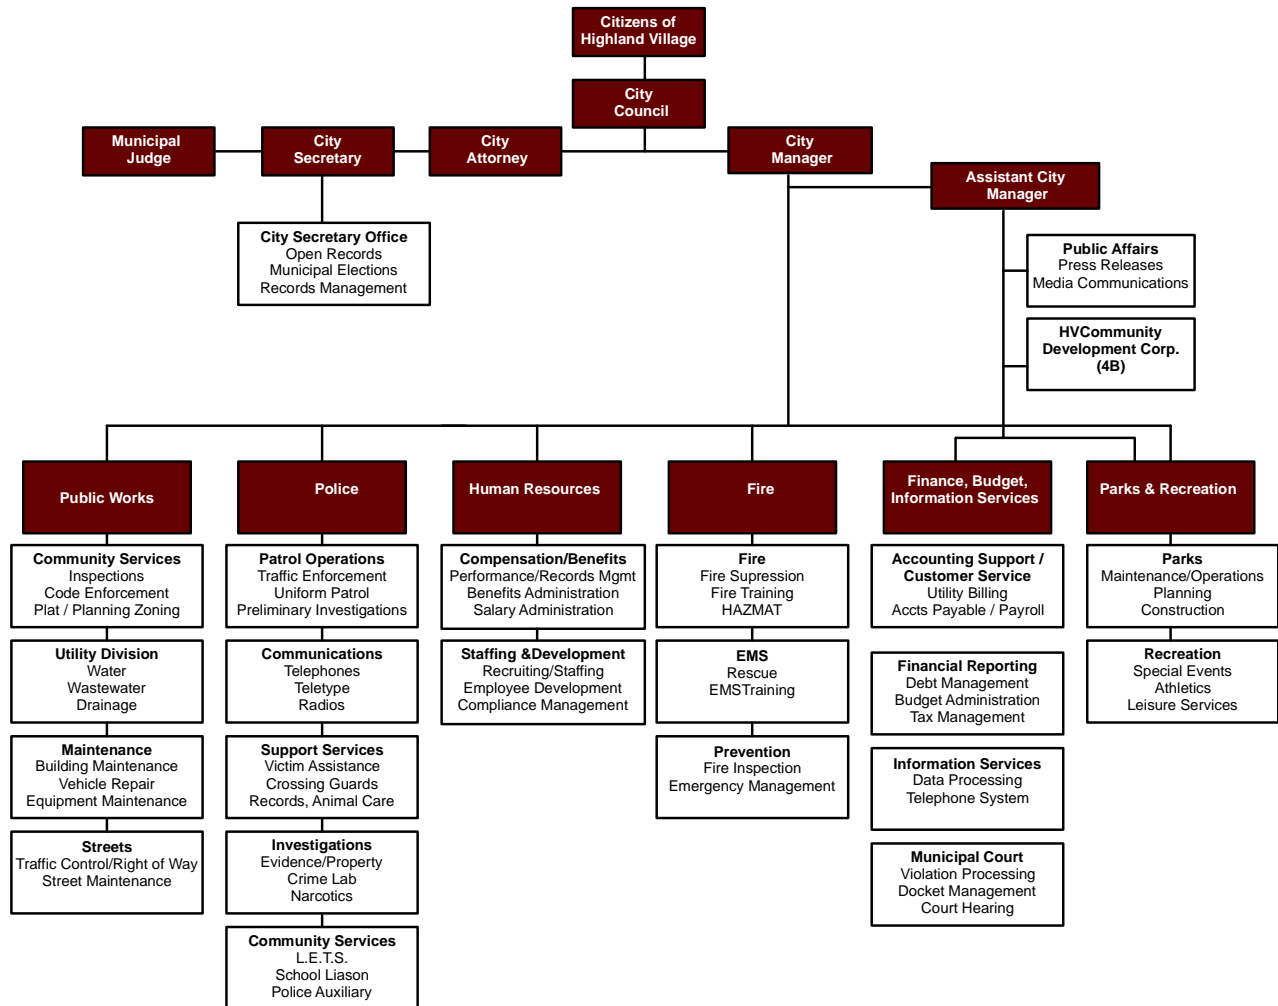 Citizens of
Highland Village
City
Council
Municipal
Judge
City
Secretary
City
Attorney
City
Manager
Assistant City
Manager
City Secretary Office
Open Records
Municipal Elections
Records Management
Public Affairs
Press Releases
Media Communications
HVCommunity
Development Corp.
(4B)
Public Works
Police
Human Resources
Fire
Finance, Budget,
Information Services
Parks & Recreation
Community Services
Inspections
Code Enforcement
Plat / Planning Zoning
Utility Division
Water
Wastewater
Drainage
Maintenance
Building Maintenance
Vehicle Repair
Equipment Maintenance
Streets
Traffic Control/Right of Way
Street Maintenance
Patrol Operations
Traffic Enforcement
Uniform Patrol
Preliminary Investigations
Communications
Telephones
Teletype
Radios
Support Services
Victim Assistance
Crossing Guards
Records, Animal Care
Investigations
Evidence/Property
Crime Lab
Narcotics
Community Services
L.E.T.S.
School Liason
Police Auxiliary
Compensation/Benefits
Performance/Records Mgmt
Benefits Administration
Salary Administration
Staffing &Development
Recruiting/Staffing
Employee Development
Compliance Management
Fire
Fire Supression
Fire Training
HAZMAT
EMS
Rescue
EMSTraining
Prevention
Fire Inspection
Emergency Management
Accounting Support /
Customer Service
Utility Billing
Accts Payable / Payroll
Financial Reporting
Debt Management
Budget Administration
Tax Management
Information Services
Data Processing
Telephone System
Municipal Court
Violation Processing
Docket Management
Court Hearing
Parks
Maintenance/Operations
Planning
Construction
Recreation
Special Events
Athletics
Leisure Services